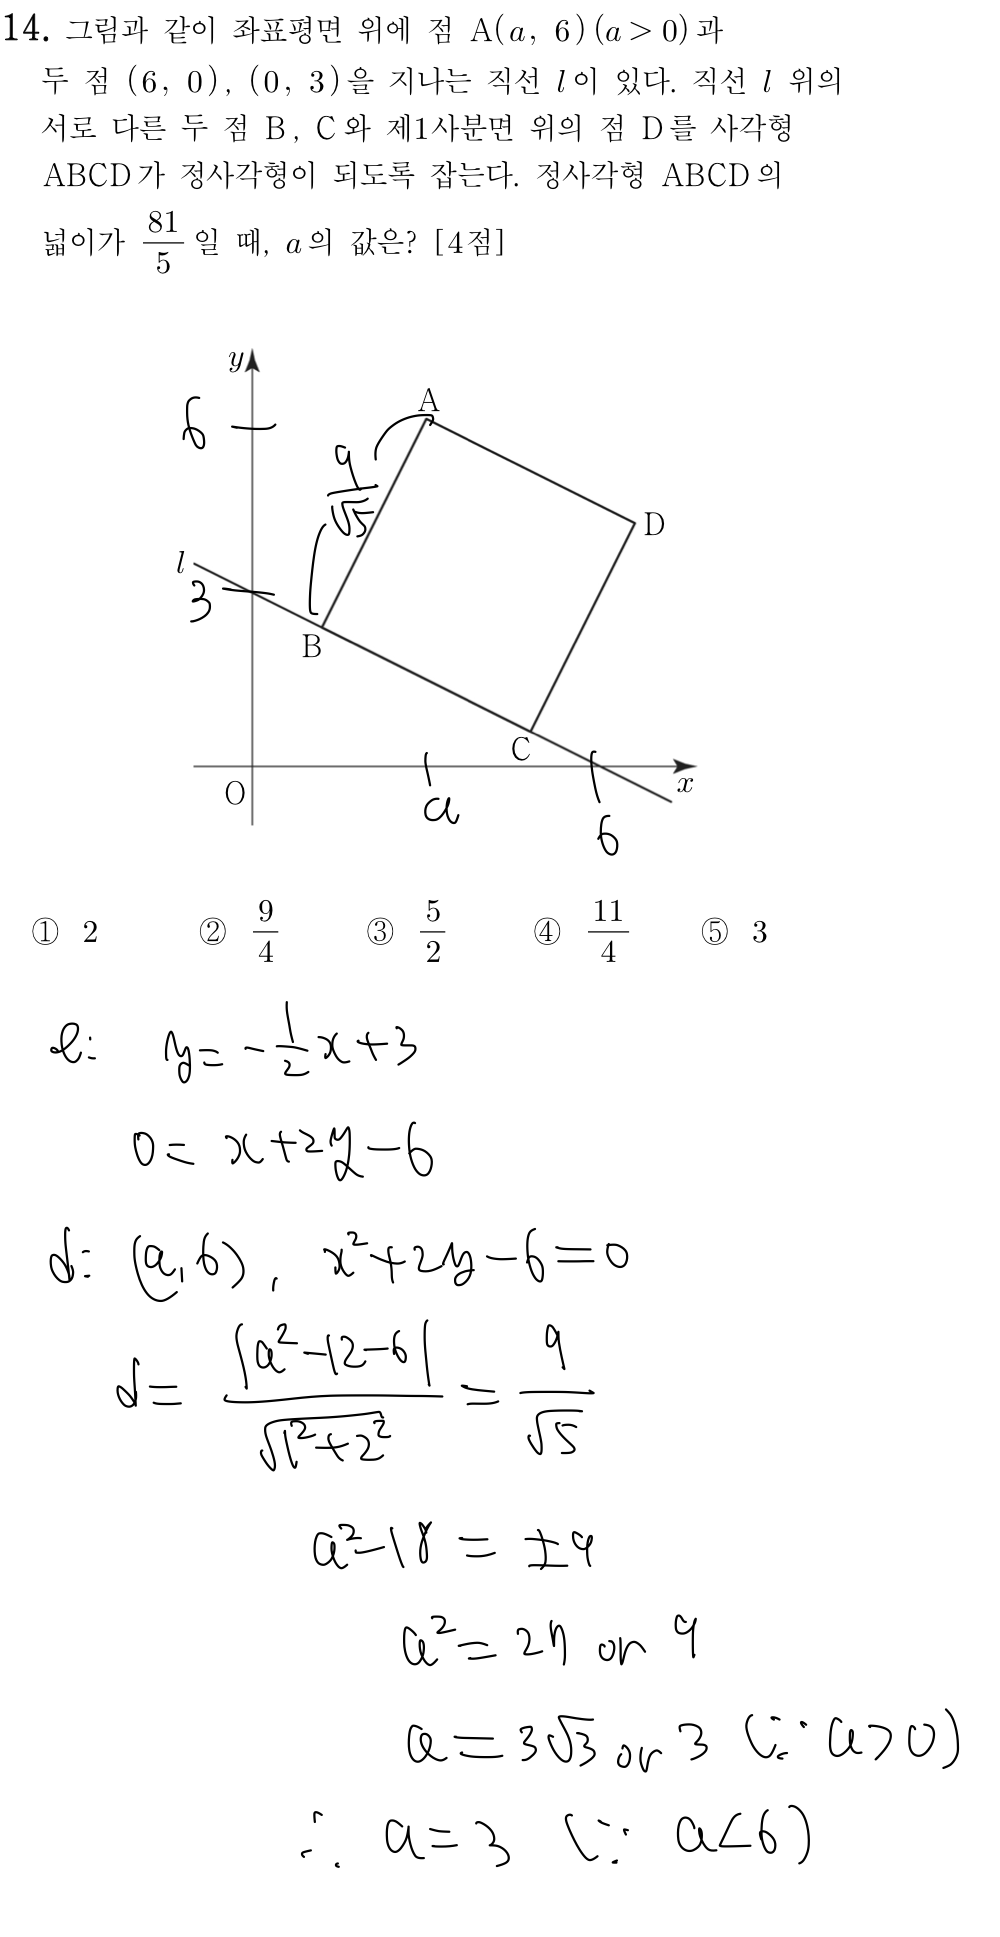 14. 그림과 같이 좌표평면 위에 점 A(a, 6)(a > 0)과
두 점 (6, 0), (0, 3)을 지나는 직선 l이 있다. 직선 l 위의
서로 다른 두 점 B, C와 제1사분면 위의 점 D를 사각형
ABCD가 정사각형이 되도록 잡는다. 정사각형 ABCD의
넓이가 81/5 일 때, a의 값은? [4점]
y
A
6
9/√5
D
l
3
B
C
O
a
6
x
① 2 ② 9/4 ③ 5/2 ④ 11/4 ⑤ 3
l: y = -1/2 x + 3
0 = x + 2y - 6
d: (a, 6), x² + 2y - 6 = 0
d = |a² - 12 - 6| / √(1² + 2²) = 9/√5
a² - 18 = ±9
a² = 27 or 9
a = 3√3 or 3 (∵ a > 0)
∴ a = 3 (∵ a < 6)